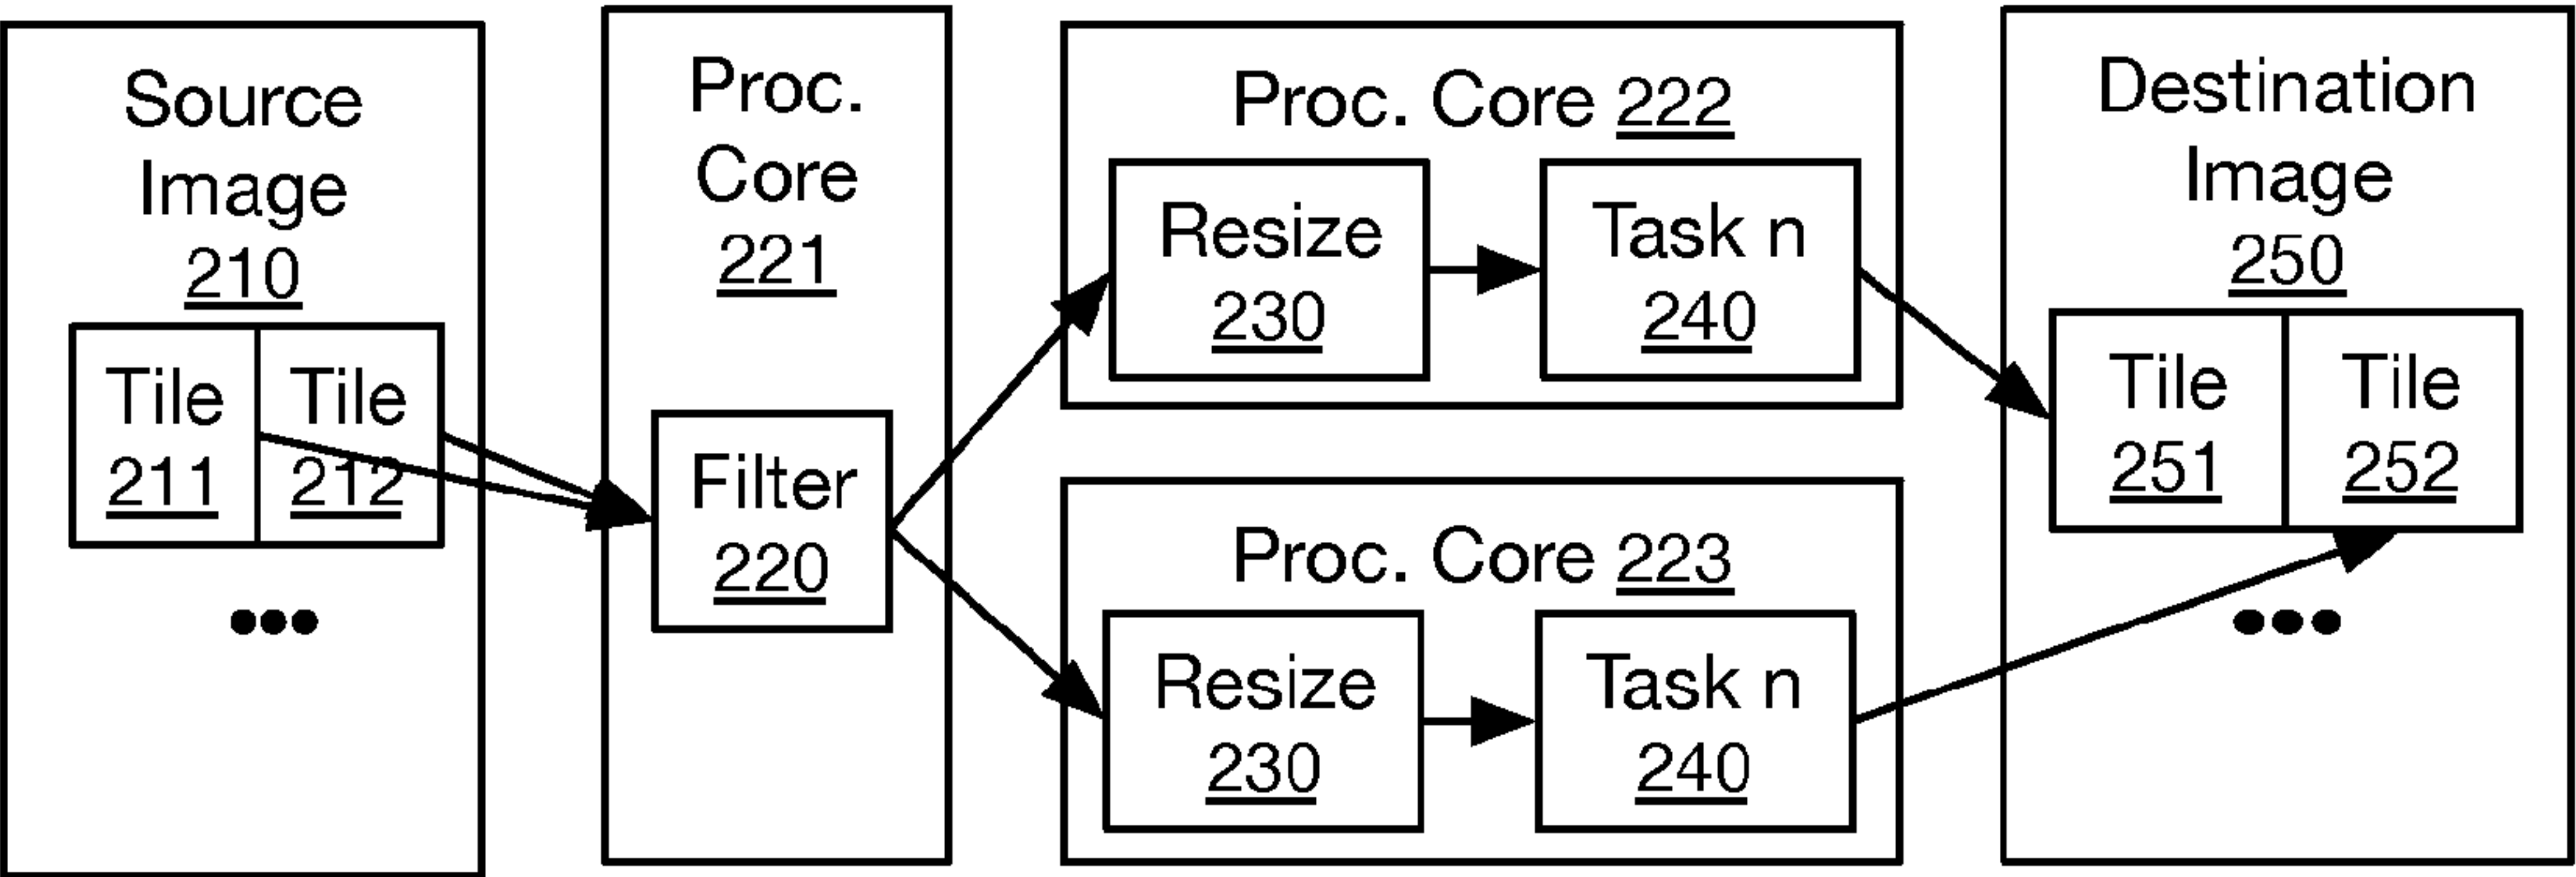 Source
Image
210
Tile
211
Tile
212
•••
Proc.
Core
221
Filter
220
Proc. Core 222
Resize
230
Task n
240
Proc. Core 223
Resize
230
Task n
240
Destination
Image
250
Tile
251
Tile
252
•••